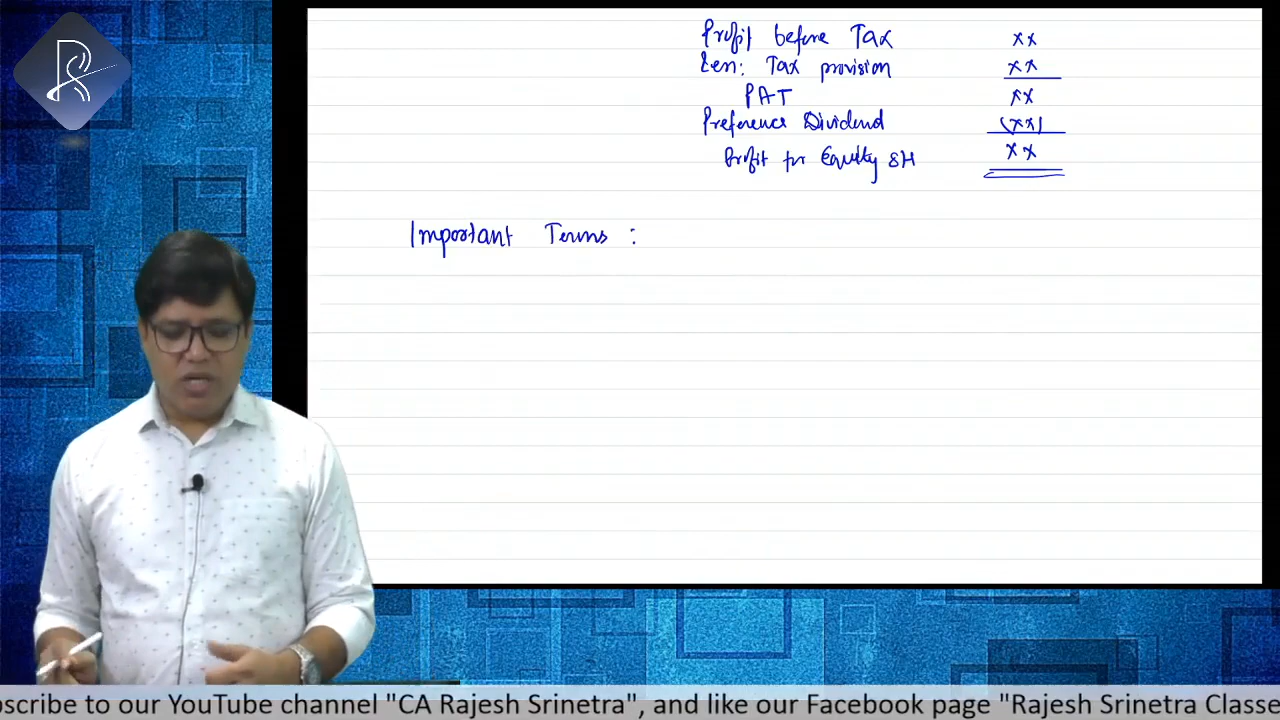 Profit before Tax xx
Less: Tax provision xx
PAT xx
Preference Dividend (xx)
Profit for Equity SH xx
Important Terms :
bscribe to our YouTube channel "CA Rajesh Srinetra", and like our Facebook page "Rajesh Srinetra Classe